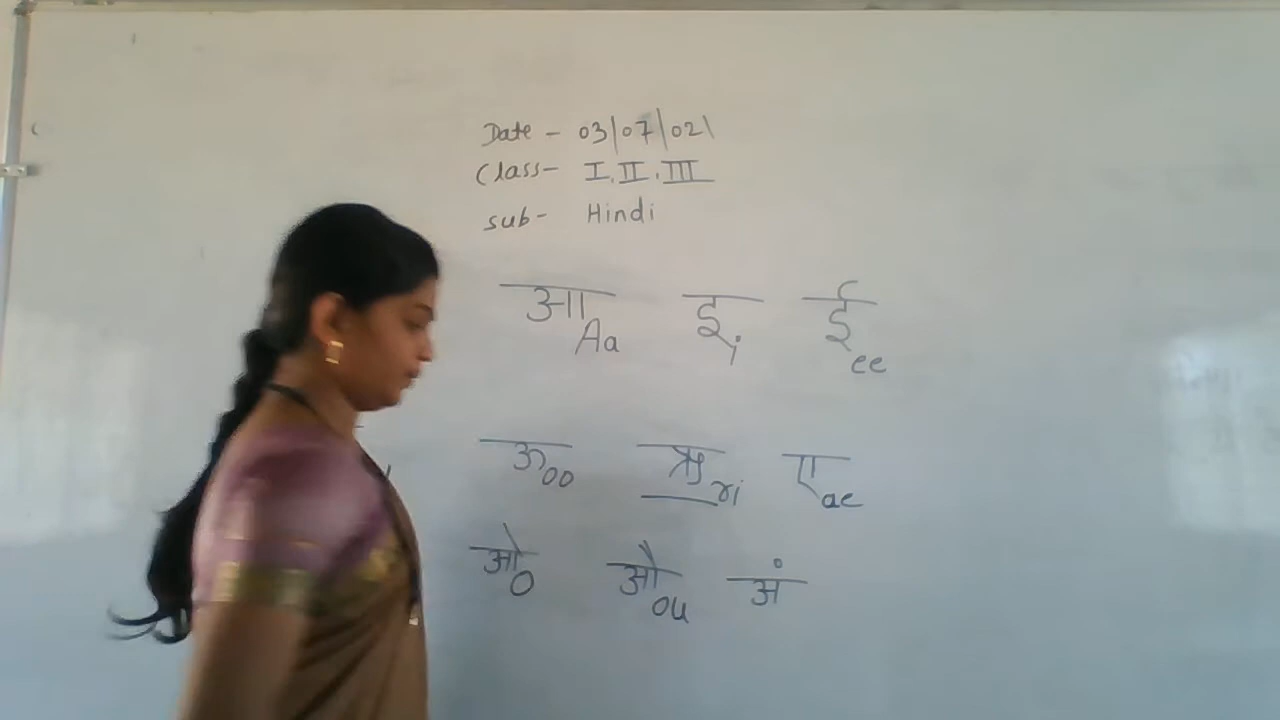 Date - 03/07/021
Class- I, II, III
Sub- Hindi
आ Aa इ i ई ee
ऊ oo ऋ ri ए ae
ओ o औ ou अं